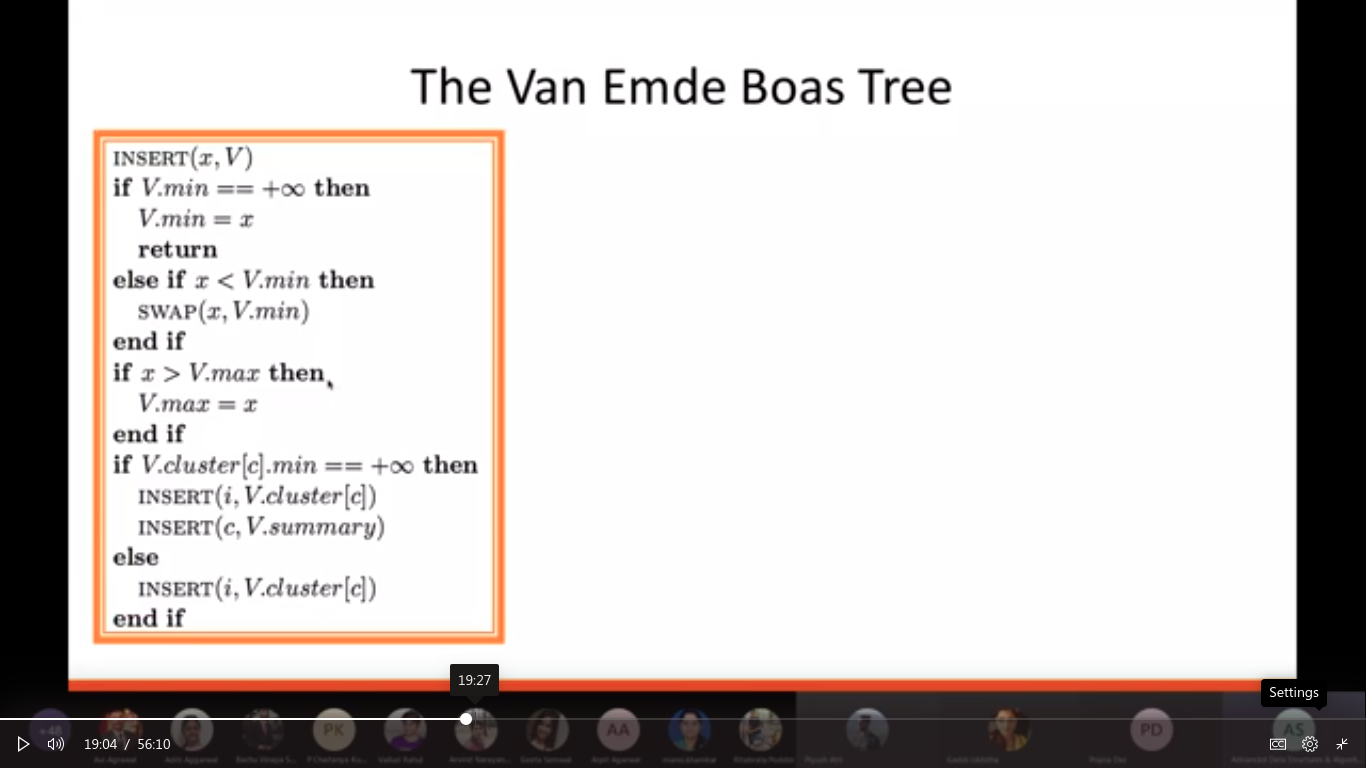 The Van Emde Boas Tree
INSERT(x, V)
if V.min == +∞ then
V.min = x
return
else if x < V.min then
SWAP(x, V.min)
end if
if x > V.max then
V.max = x
end if
if V.cluster[c].min == +∞ then
INSERT(i, V.cluster[c])
INSERT(c, V.summary)
else
INSERT(i, V.cluster[c])
end if
19:27
Settings
PK
AA
PD
AS
19:04 / 56:10
CC